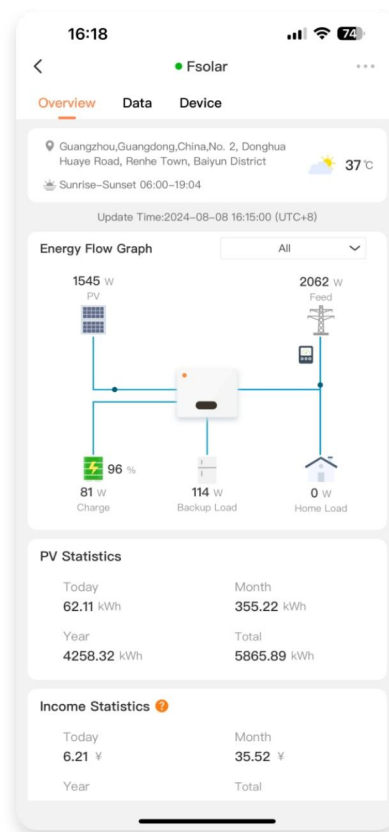 16:18
74
Fsolar
Overview Data Device
Guangzhou,Guangdong,China,No. 2, Donghua
Huaye Road, Renhe Town, Baiyun District
37 °C
Sunrise-Sunset 06:00-19:04
Update Time:2024-08-08 16:15:00 (UTC+8)
Energy Flow Graph
All
1545 W
PV
2062 W
Feed
96 %
81 W
Charge
114 W
Backup Load
0 W
Home Load
PV Statistics
Today Month
62.11 kWh 355.22 kWh
Year Total
4258.32 kWh 5865.89 kWh
Income Statistics ?
Today Month
6.21 ¥ 35.52 ¥
Year Total